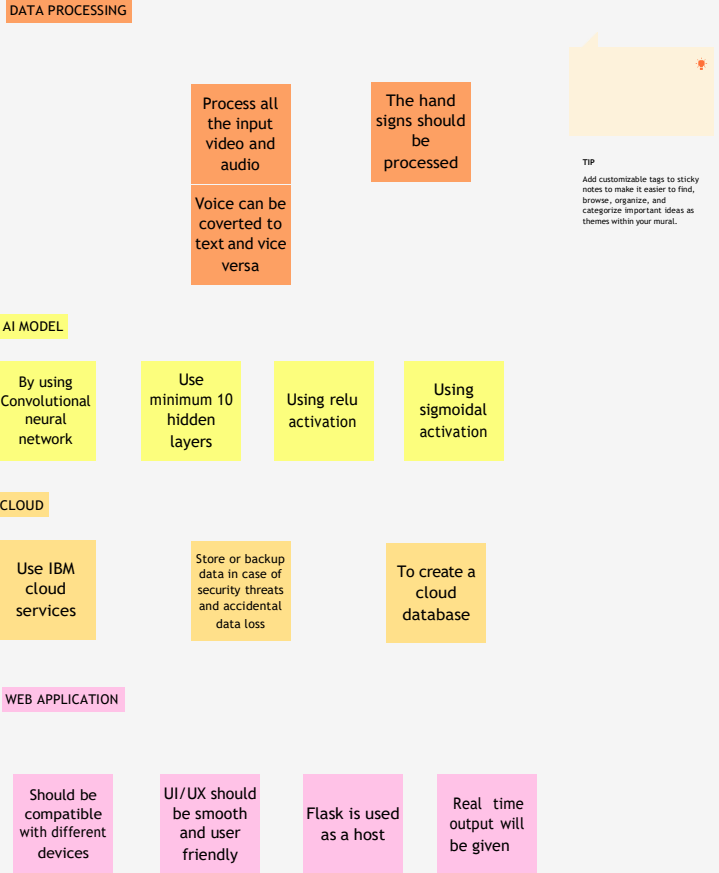 DATA PROCESSING
Process all
the input
video and
audio
The hand
signs should
be
processed
Voice can be
coverted to
text and vice
versa
TIP
Add customizable tags to sticky
notes to make it easier to find,
browse, organize, and
categorize important ideas as
themes within your mural.
AI MODEL
By using
Convolutional
neural
network
Use
minimum 10
hidden
layers
Using relu
activation
Using
sigmoidal
activation
CLOUD
Use IBM
cloud
services
Store or backup
data in case of
security threats
and accidental
data loss
To create a
cloud
database
WEB APPLICATION
Should be
compatible
with different
devices
UI/UX should
be smooth
and user
friendly
Flask is used
as a host
Real time
output will
be given